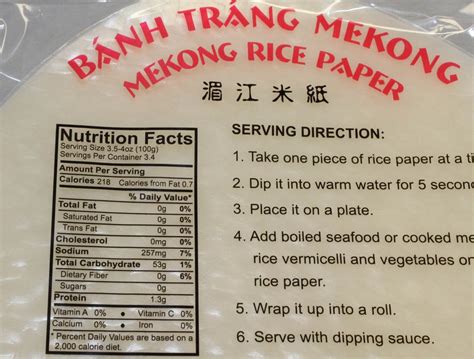 BÁNH TRÁNG MEKONG
MEKONG RICE PAPER
湄江米紙
Nutrition Facts
Serving Size 3.5-4oz (100g)
Servings Per Container 3.4
Amount Per Serving
Calories 218 Calories from Fat 0.7
% Daily Value*
Total Fat 0g 0%
Saturated Fat 0g 0%
Trans Fat 0g 0%
Cholesterol 0mg 0%
Sodium 257mg 7%
Total Carbohydrate 53g 1%
Dietary Fiber 0g 6%
Sugars 0g
Protein 1.3g
Vitamin A 0% • Vitamin C 0%
Calcium 0% • Iron 0%
* Percent Daily Values are based on a
2,000 calorie diet.
SERVING DIRECTION:
1. Take one piece of rice paper at a
2. Dip it into warm water for 5
3. Place it on a plate.
4. Add boiled seafood or cooked
rice vermicelli and vegetables
rice paper.
5. Wrap it up into a roll.
6. Serve with dipping sauce.